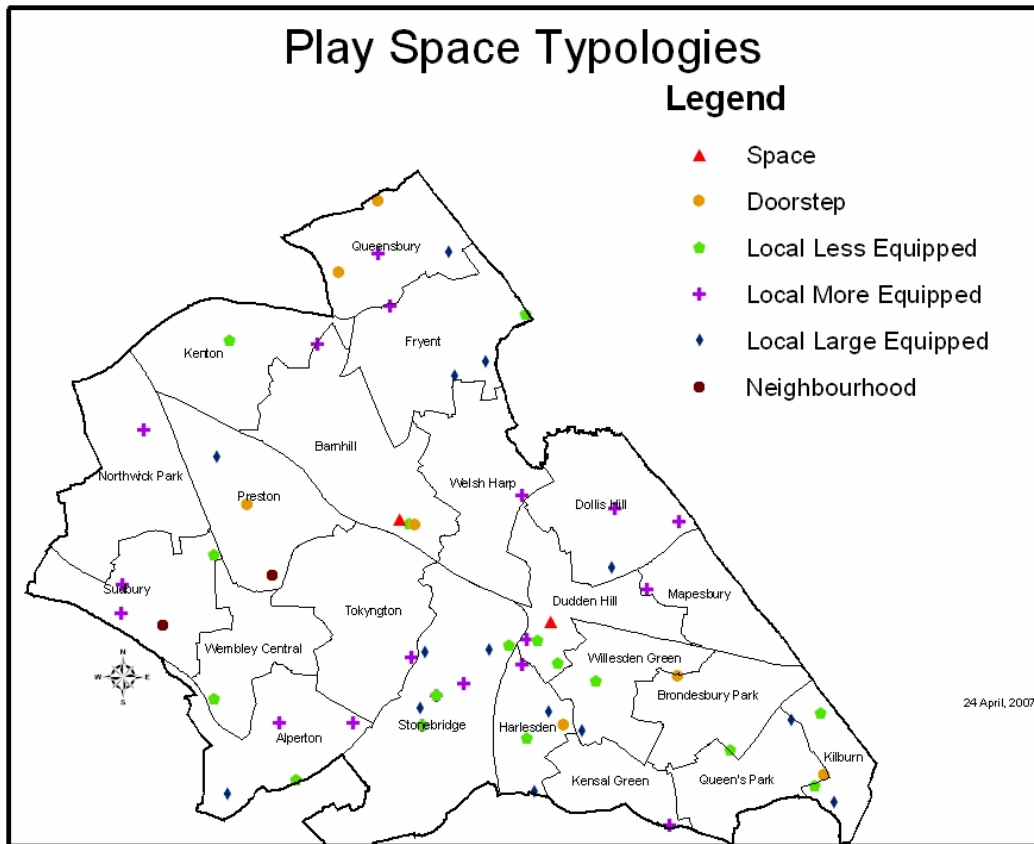 Play Space Typologies
Legend
Space
Doorstep
Local Less Equipped
Local More Equipped
Local Large Equipped
Neighbourhood
Queensbury
Fryent
Kenton
Barnhill
Northwick Park
Preston
Welsh Harp
Dollis Hill
Sudbury
Tokyngton
Dudden Hill
Mapesbury
Wembley Central
Willesden Green
Brondesbury Park
N
W
E
S
24 April, 2007
Alperton
Stonebridge
Harlesden
Kilburn
Kensal Green
Queen's Park